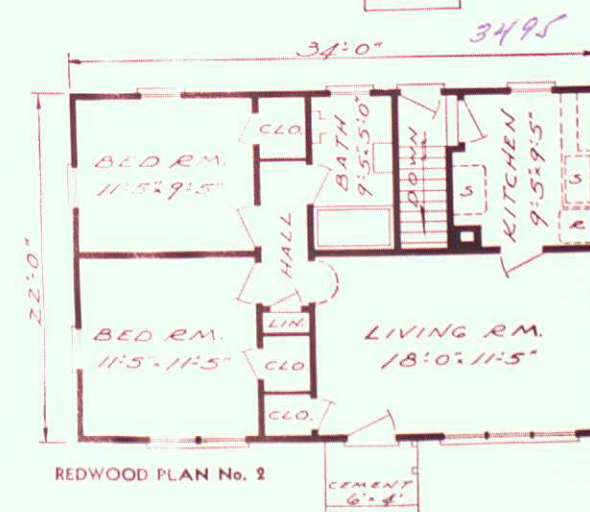 3495
34'-0"
CLO.
BATH
9'-5"x5'-0"
DOWN
KITCHEN
9'-5"x9'-5"
BED RM.
11'-5"x9'-5"
S
S
R
HALL
22'-0"
LIN.
BED RM.
11'-5"x11'-5"
LIVING RM.
18'-0"x11'-5"
CLO.
CLO.
REDWOOD PLAN No. 2
CEMENT
6'x4'